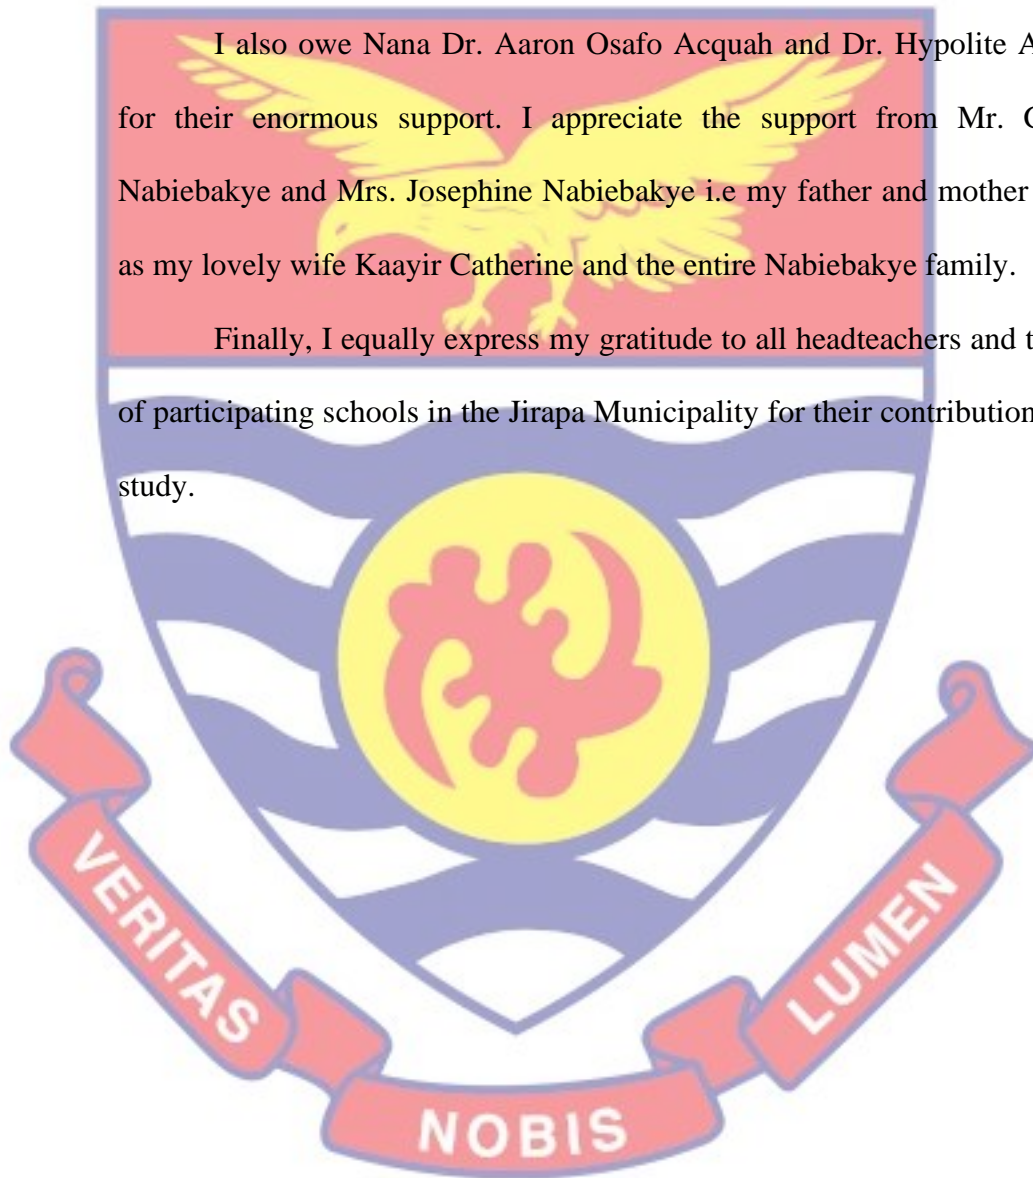 I also owe Nana Dr. Aaron Osafo Acquah and Dr. Hypolite
for their enormous support. I appreciate the support from Mr.
Nabiebakye and Mrs. Josephine Nabiebakye i.e my father and mother
as my lovely wife Kaayir Catherine and the entire Nabiebakye family.
Finally, I equally express my gratitude to all headteachers and
of participating schools in the Jirapa Municipality for their contribution
study.
VERITAS
NOBIS
LUMEN